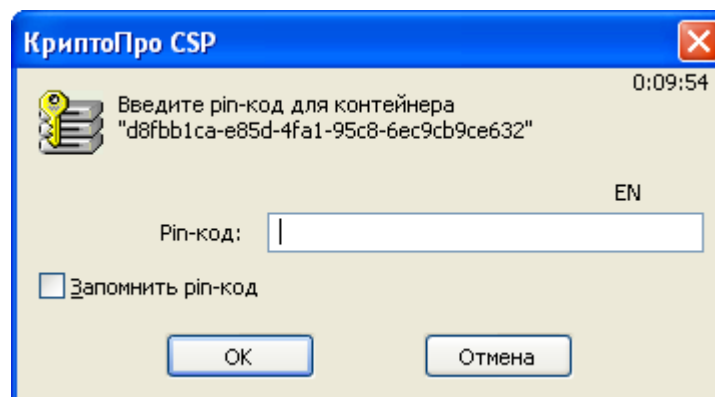 КриптоПро CSP
0:09:54
Введите pin-код для контейнера
"d8fbb1ca-e85d-4fa1-95c8-6ec9cb9ce632"
EN
Pin-код:
Запомнить pin-код
OK
Отмена